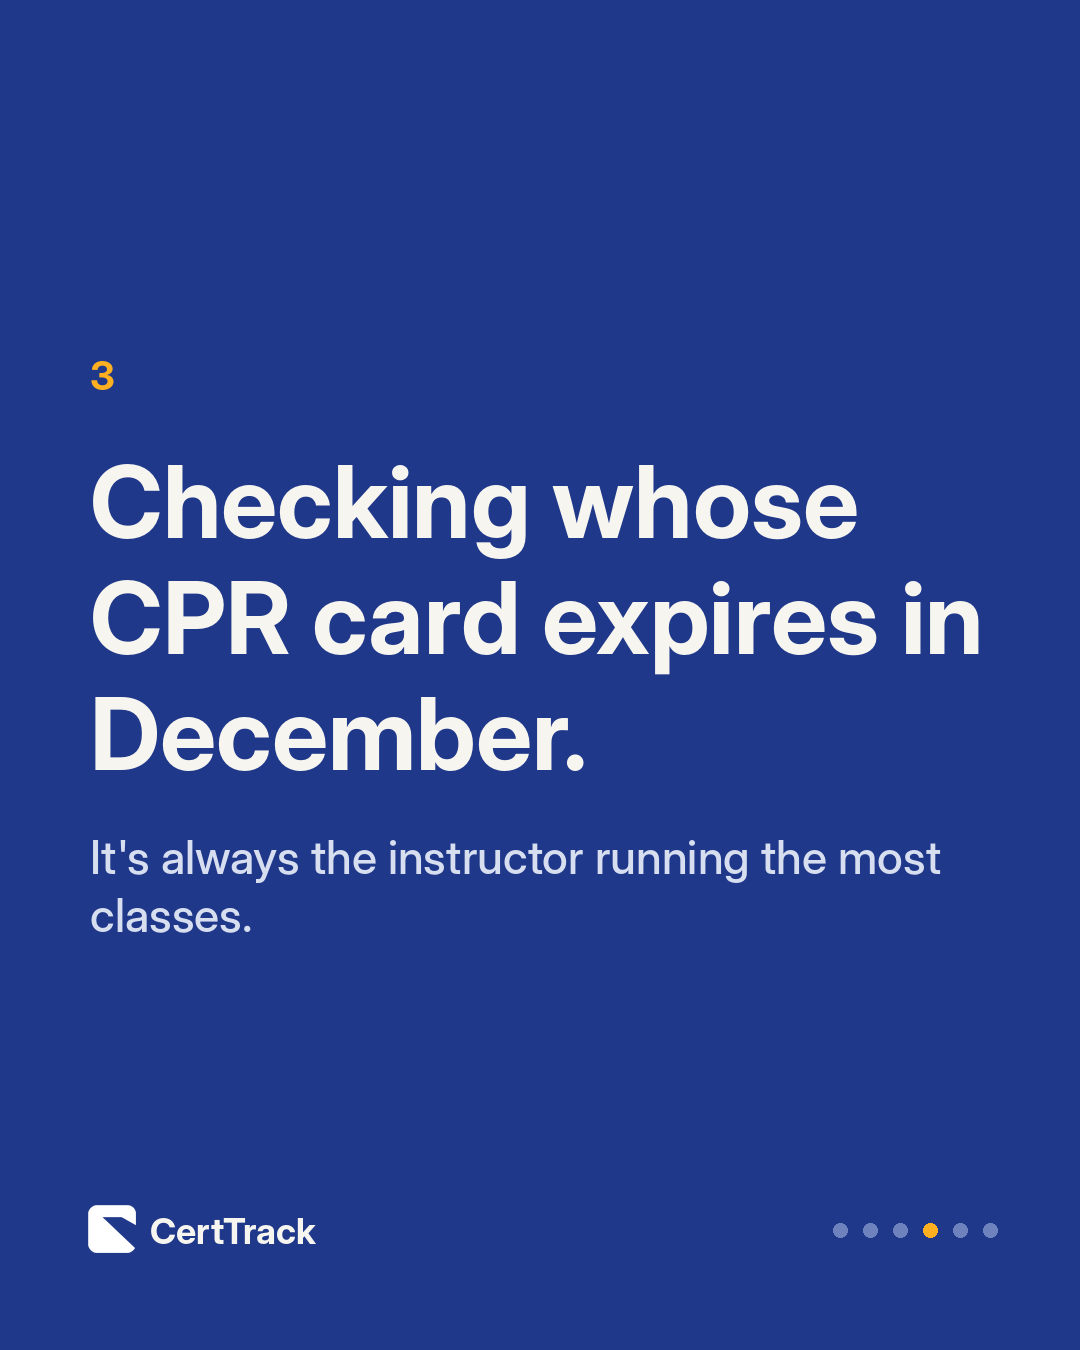 3
Checking whose
CPR card expires in
December.
It's always the instructor running the most
classes.
CertTrack